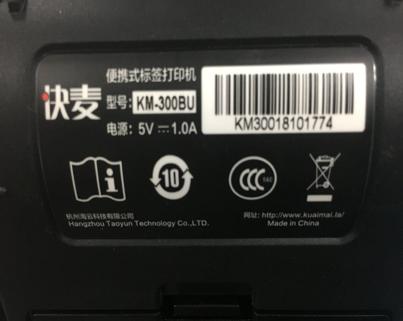 快麦
便携式标签打印机
型号: KM-300BU
电源: 5V ⎓ 1.0A
KM30018101774
10
CCC
杭州淘云科技有限公司
Hangzhou Taoyun Technology Co.,LTD.
网址: http://www.kuaimai.la/
Made in China